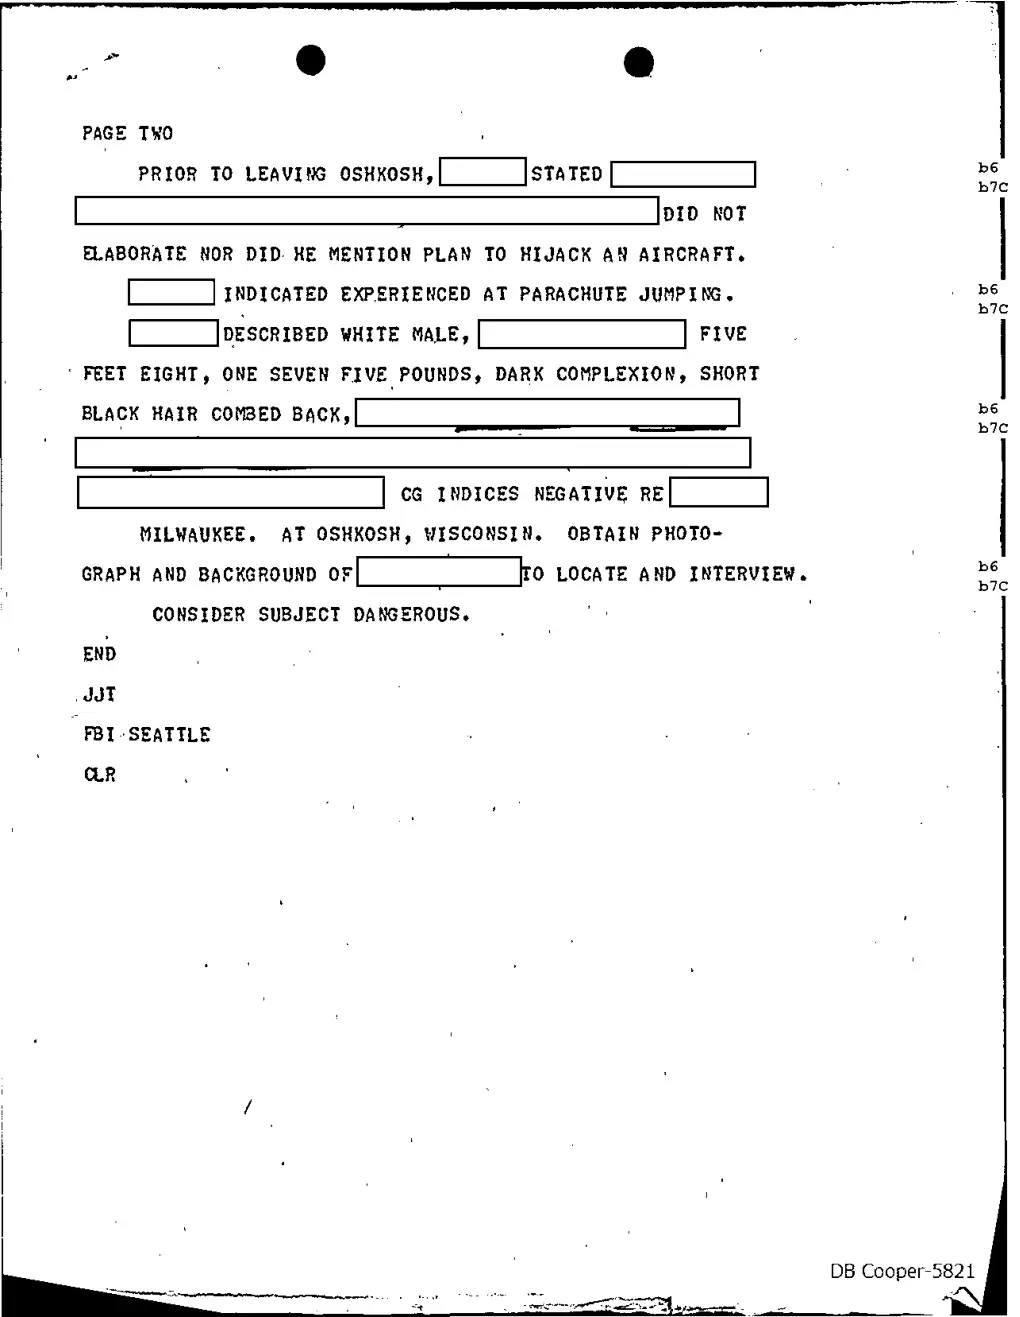 PAGE TWO
PRIOR TO LEAVING OSHKOSH, STATED
b6
b7C
DID NOT
ELABORATE NOR DID HE MENTION PLAN TO HIJACK AN AIRCRAFT.
INDICATED EXPERIENCED AT PARACHUTE JUMPING.
b6
b7C
DESCRIBED WHITE MALE, FIVE
FEET EIGHT, ONE SEVEN FIVE POUNDS, DARK COMPLEXION, SHORT
BLACK HAIR COMBED BACK,
b6
b7C
CG INDICES NEGATIVE RE
MILWAUKEE. AT OSHKOSH, WISCONSIN. OBTAIN PHOTO-
GRAPH AND BACKGROUND OF TO LOCATE AND INTERVIEW.
b6
b7C
CONSIDER SUBJECT DANGEROUS.
END
JJT
FBI SEATTLE
CLR
DB Cooper-5821